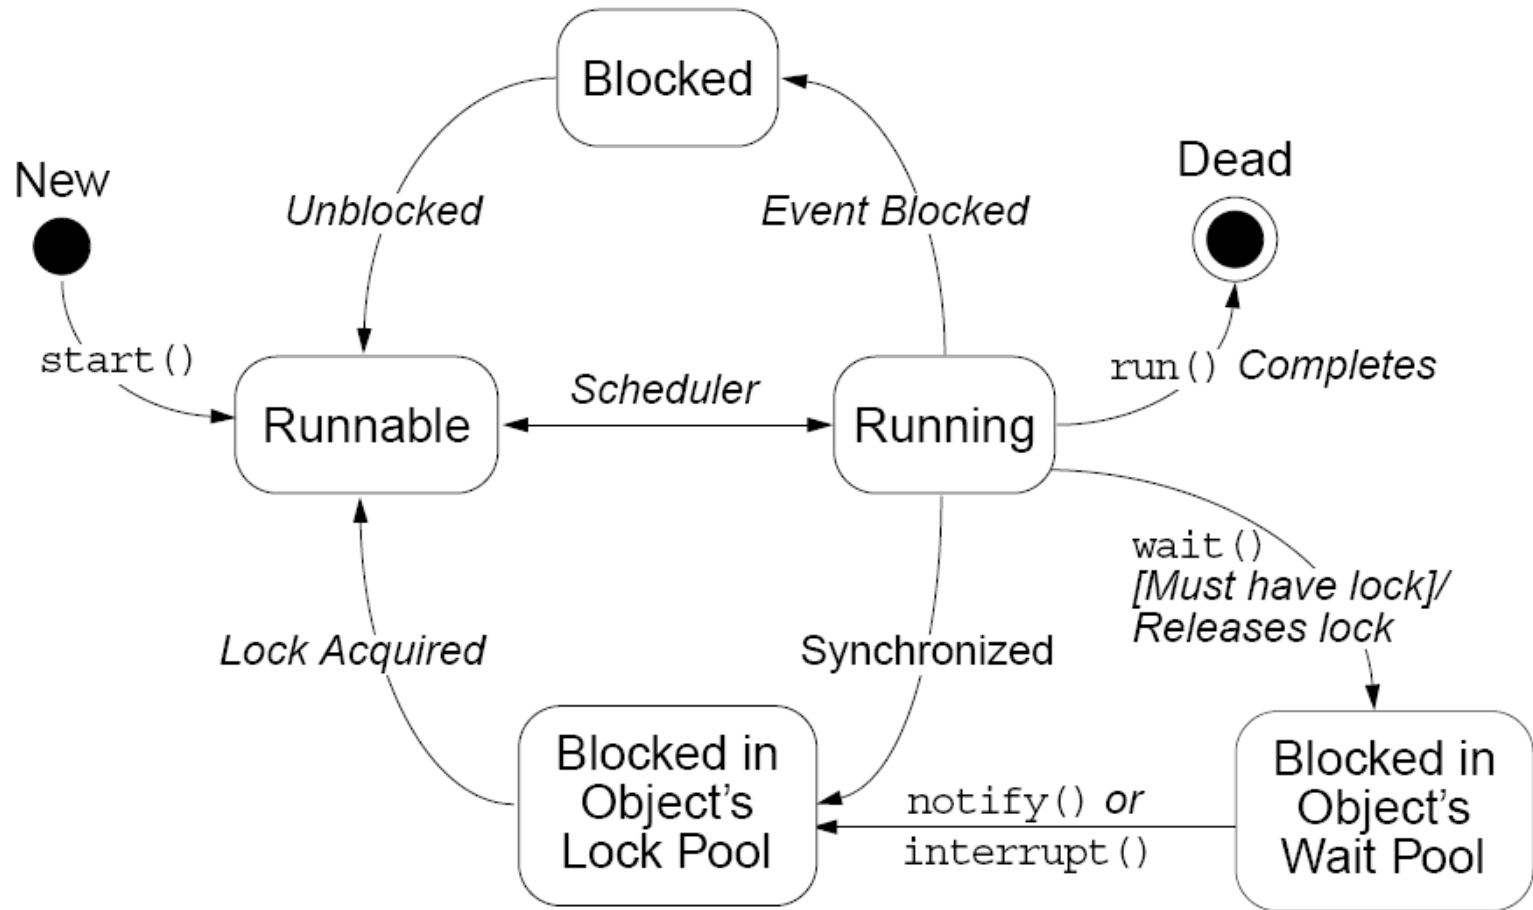 Blocked
New
Dead
Unblocked
Event Blocked
start()
Scheduler
run() Completes
Runnable
Running
wait()
[Must have lock]/
Releases lock
Lock Acquired
Synchronized
Blocked in
Object’s
Lock Pool
notify() or
interrupt()
Blocked in
Object’s
Wait Pool